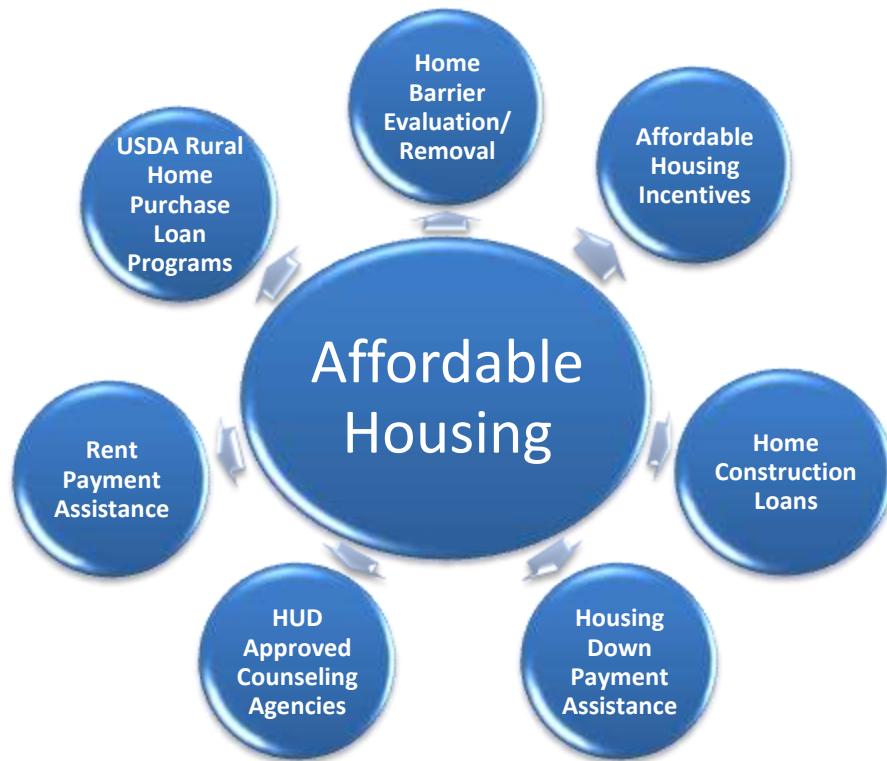 Affordable
Housing
Home
Barrier
Evaluation/
Removal
Affordable
Housing
Incentives
Home
Construction
Loans
Housing
Down
Payment
Assistance
HUD
Approved
Counseling
Agencies
Rent
Payment
Assistance
USDA Rural
Home
Purchase
Loan
Programs